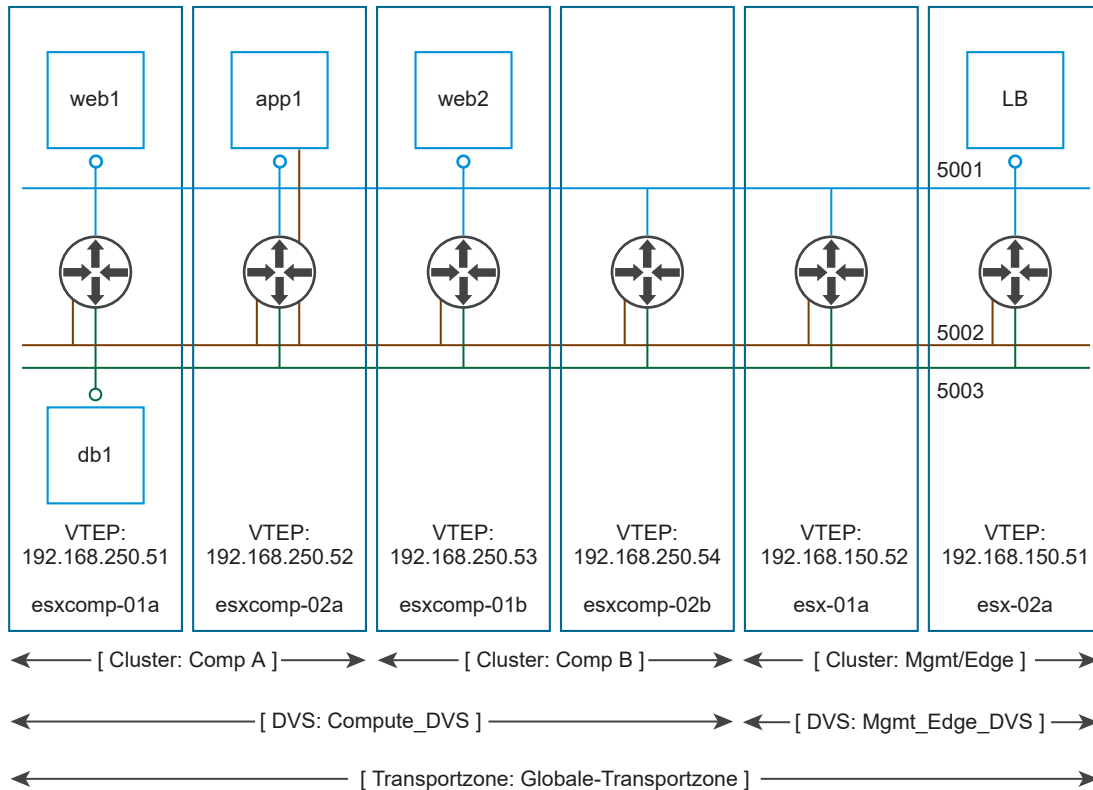 web1
app1
web2
LB
5001
5002
5003
db1
VTEP:
192.168.250.51
VTEP:
192.168.250.52
VTEP:
192.168.250.53
VTEP:
192.168.250.54
VTEP:
192.168.150.52
VTEP:
192.168.150.51
esxcomp-01a
esxcomp-02a
esxcomp-01b
esxcomp-02b
esx-01a
esx-02a
[ Cluster: Comp A ]
[ Cluster: Comp B ]
[ Cluster: Mgmt/Edge ]
[ DVS: Compute_DVS ]
[ DVS: Mgmt_Edge_DVS ]
[ Transportzone: Globale-Transportzone ]